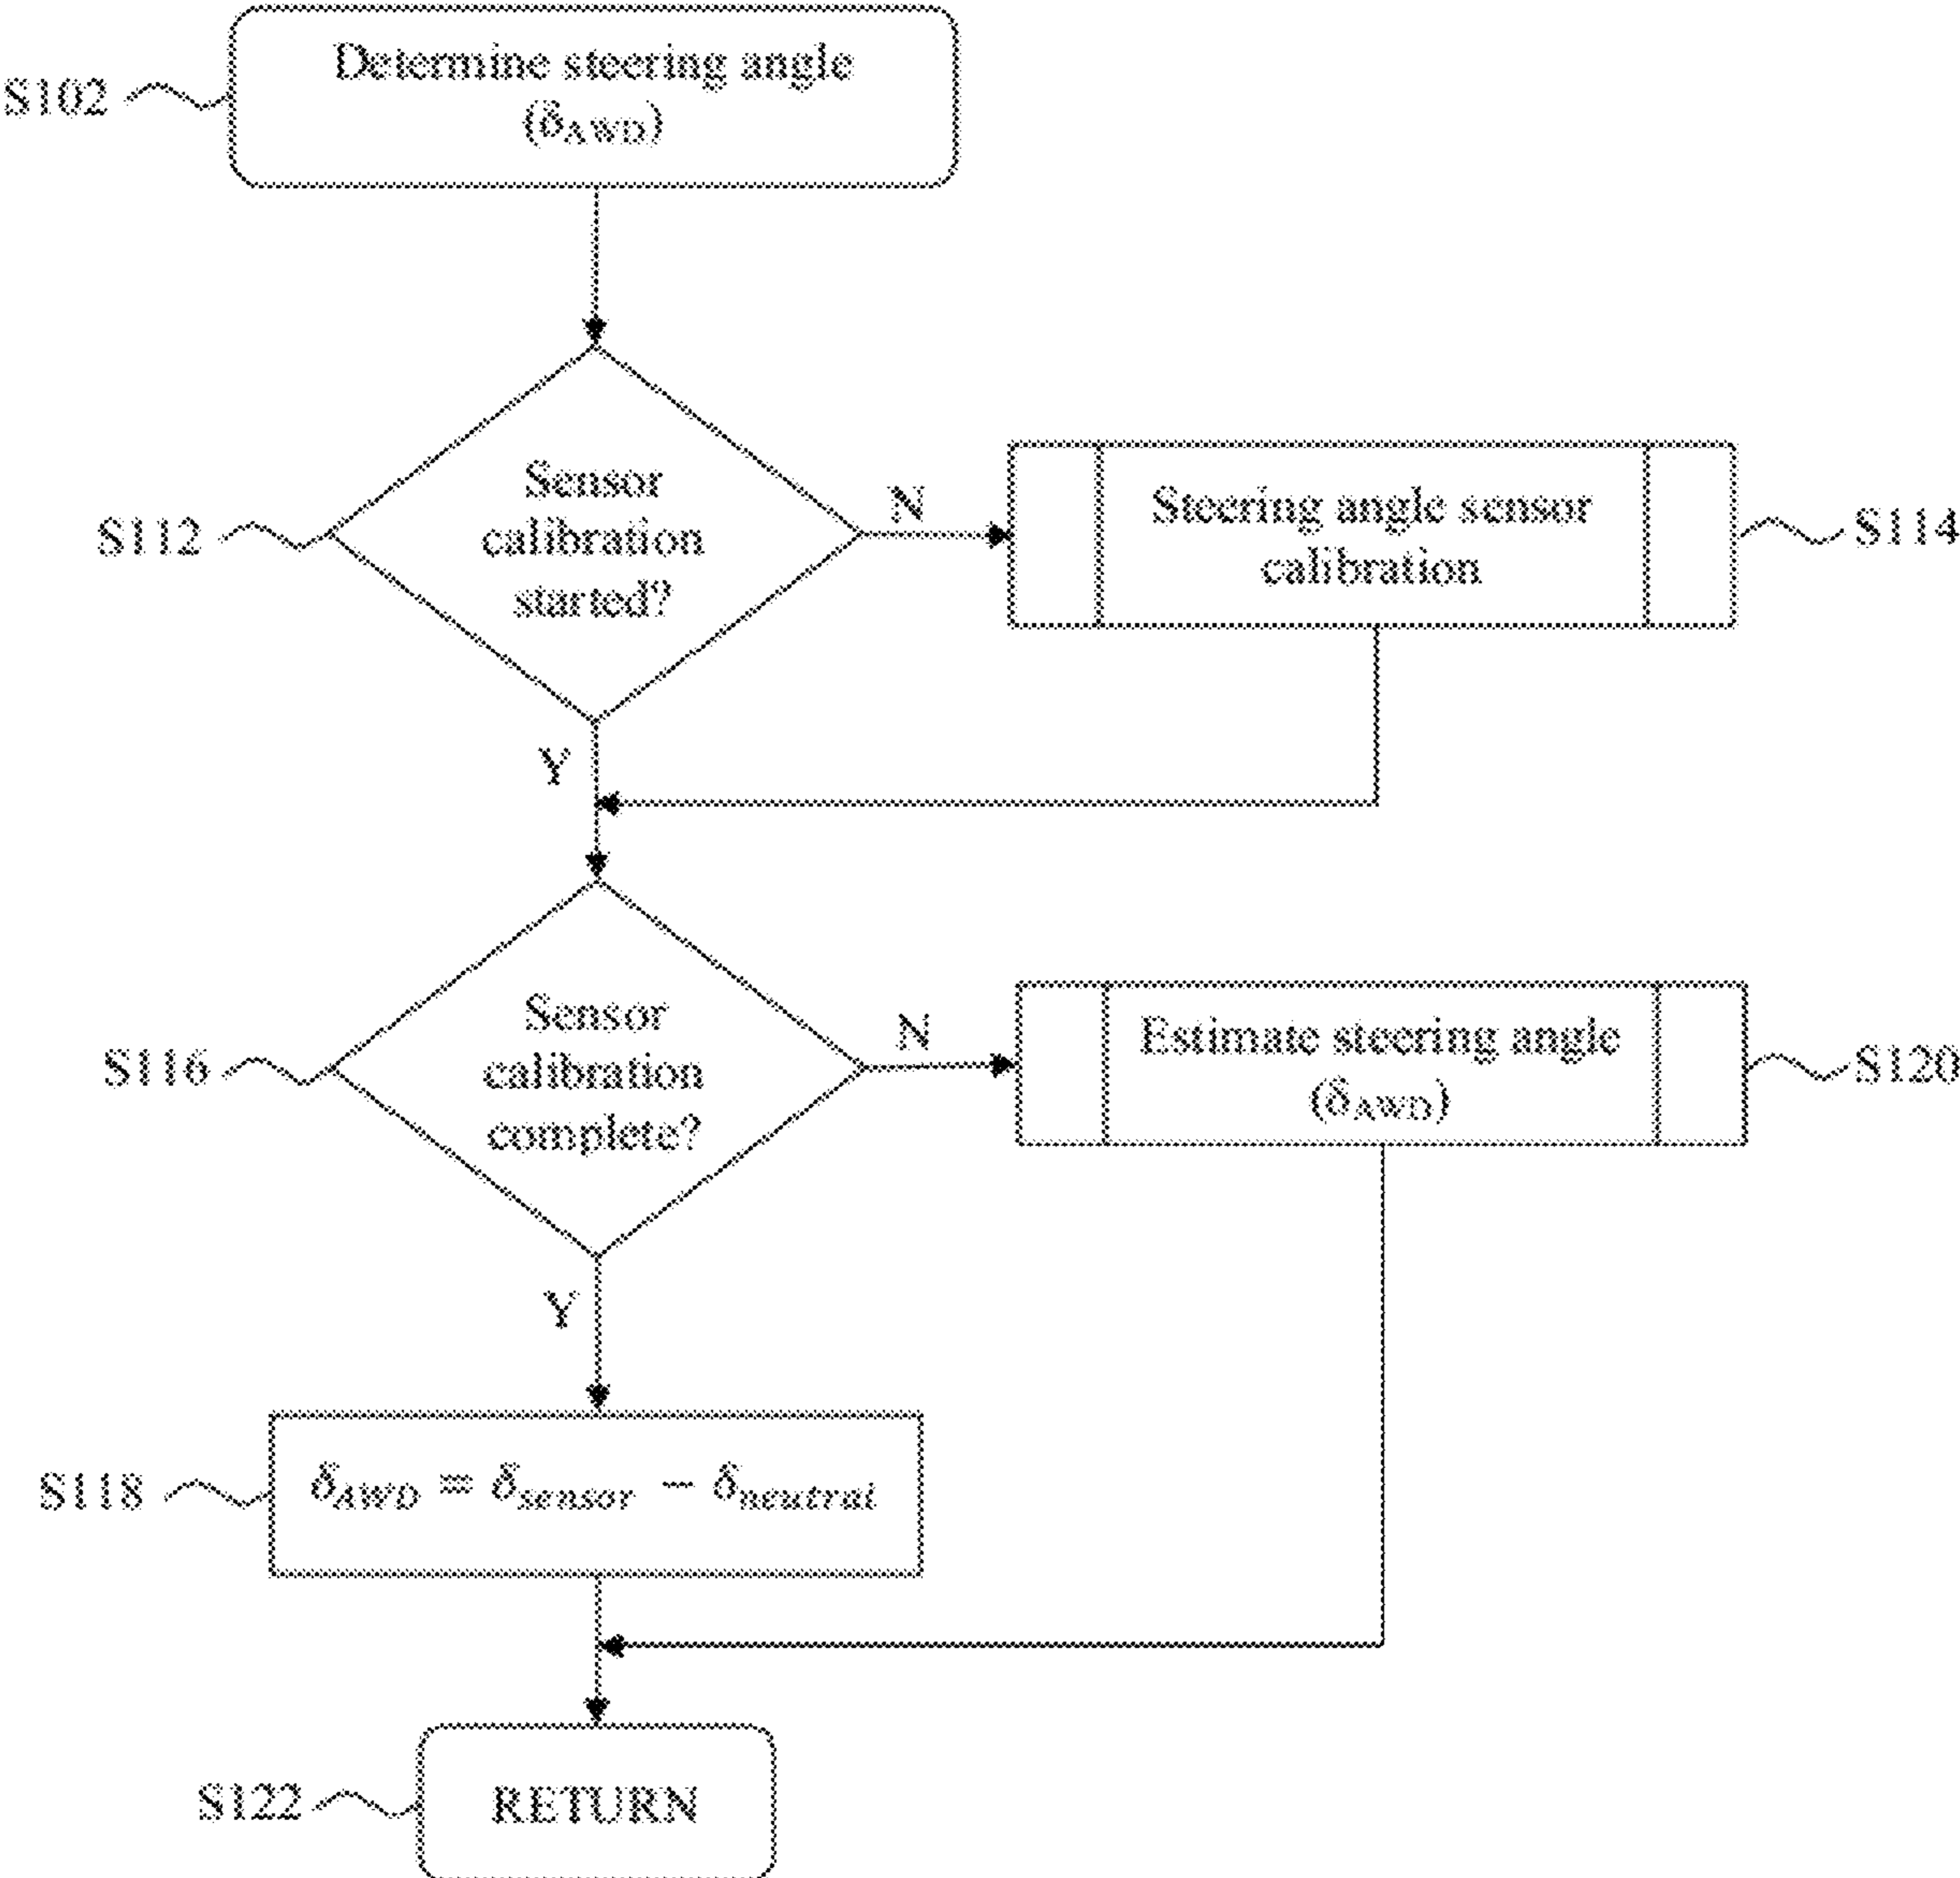 S102
Determine steering angle
(δAWD)
S112
Sensor
calibration
started?
N
Steering angle sensor
calibration
S114
Y
S116
Sensor
calibration
complete?
N
Estimate steering angle
(δAWD)
S120
Y
S118
δAWD = δsensor − δneutral
S122
RETURN